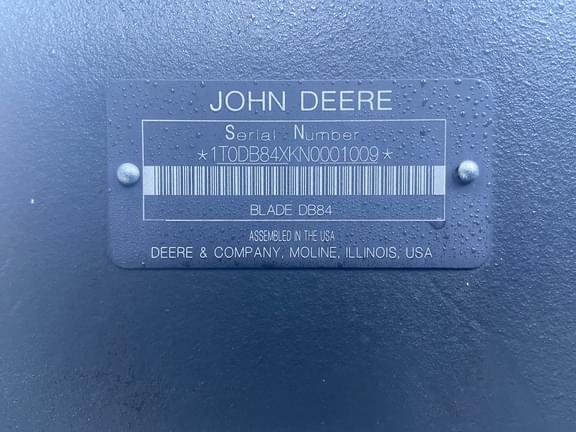 JOHN DEERE
Serial Number
*1T0DB84XKN0001009*
BLADE DB84
ASSEMBLED IN THE USA
DEERE & COMPANY, MOLINE, ILLINOIS, USA